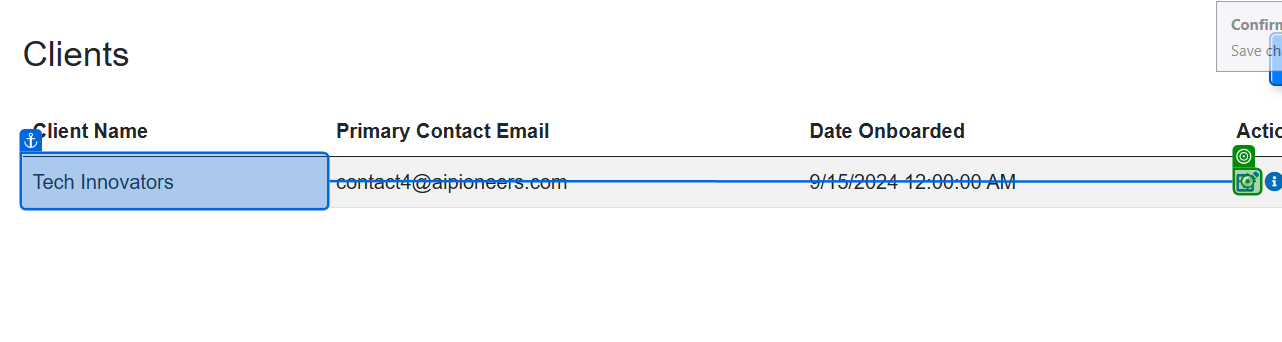 Clients
Confirm
Save ch
Client Name Primary Contact Email Date Onboarded Actio
Tech Innovators contact4@aipioneers.com 9/15/2024 12:00:00 AM